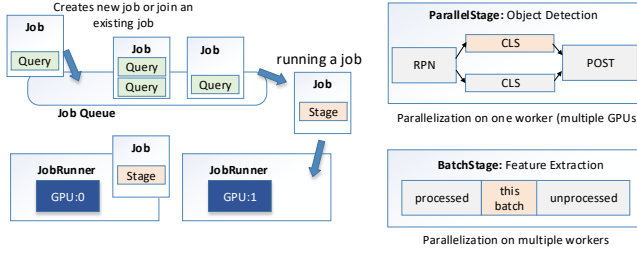 Creates new job or join an
existing job
Job
Query
Job
Query
Query
Job
Query
Job Queue
running a job
Job
Stage
JobRunner
GPU:0
Job
Stage
JobRunner
GPU:1
ParallelStage: Object Detection
RPN
CLS
CLS
POST
Parallelization on one worker (multiple GPUs
BatchStage: Feature Extraction
processed
this
batch
unprocessed
Parallelization on multiple workers